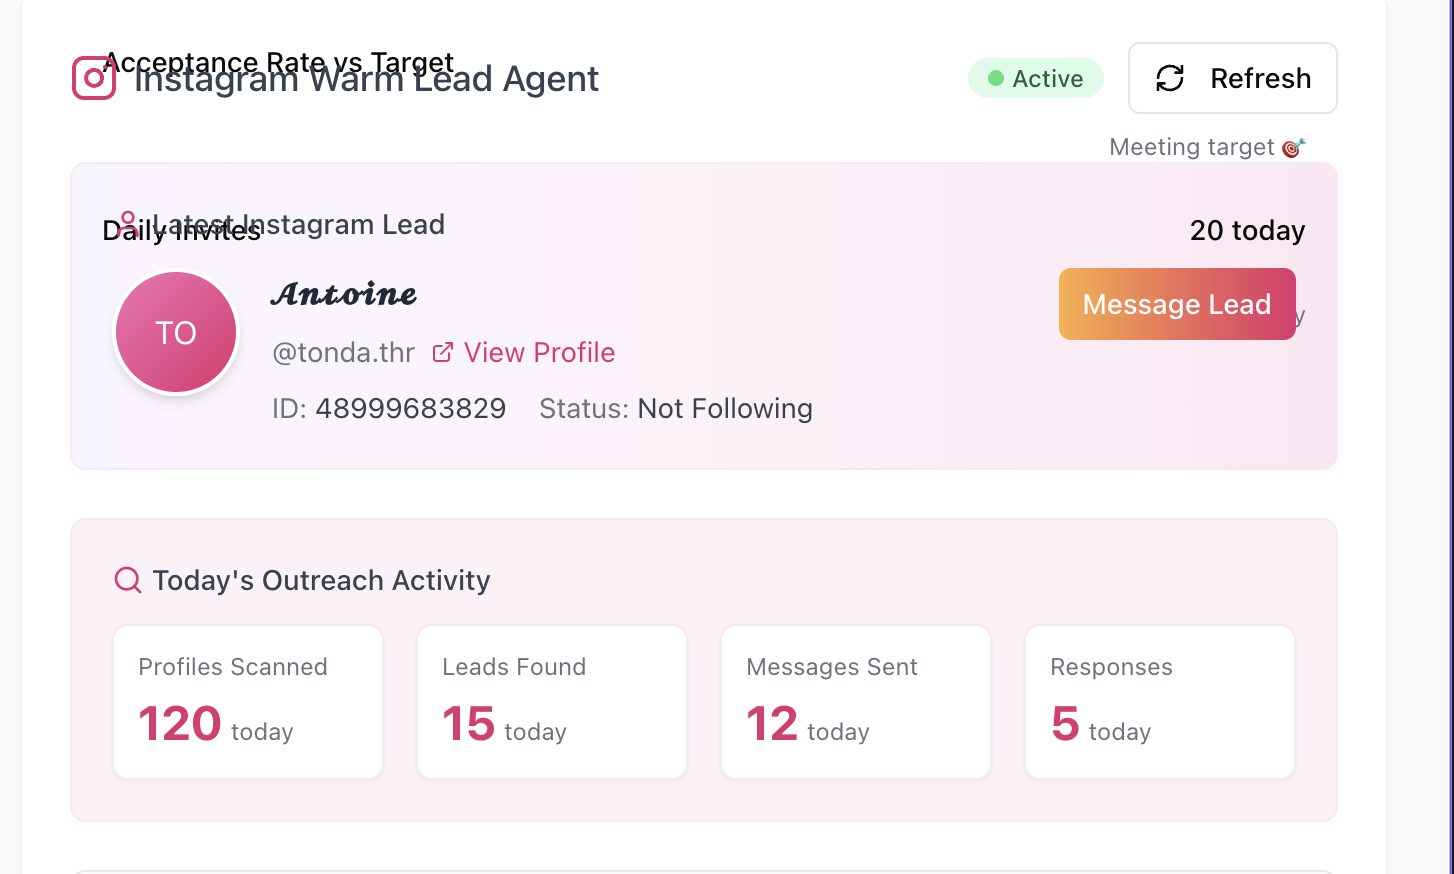 Acceptance Rate vs Target
Instagram Warm Lead Agent
Active
Refresh
Meeting target 🎯
Latest Instagram Lead
Daily Invites
20 today
TO
𝓐𝓷𝓽𝓸𝓲𝓷𝓮
Message Lead
y
@tonda.thr
View Profile
ID: 48999683829 Status: Not Following
Today's Outreach Activity
Profiles Scanned
120 today
Leads Found
15 today
Messages Sent
12 today
Responses
5 today